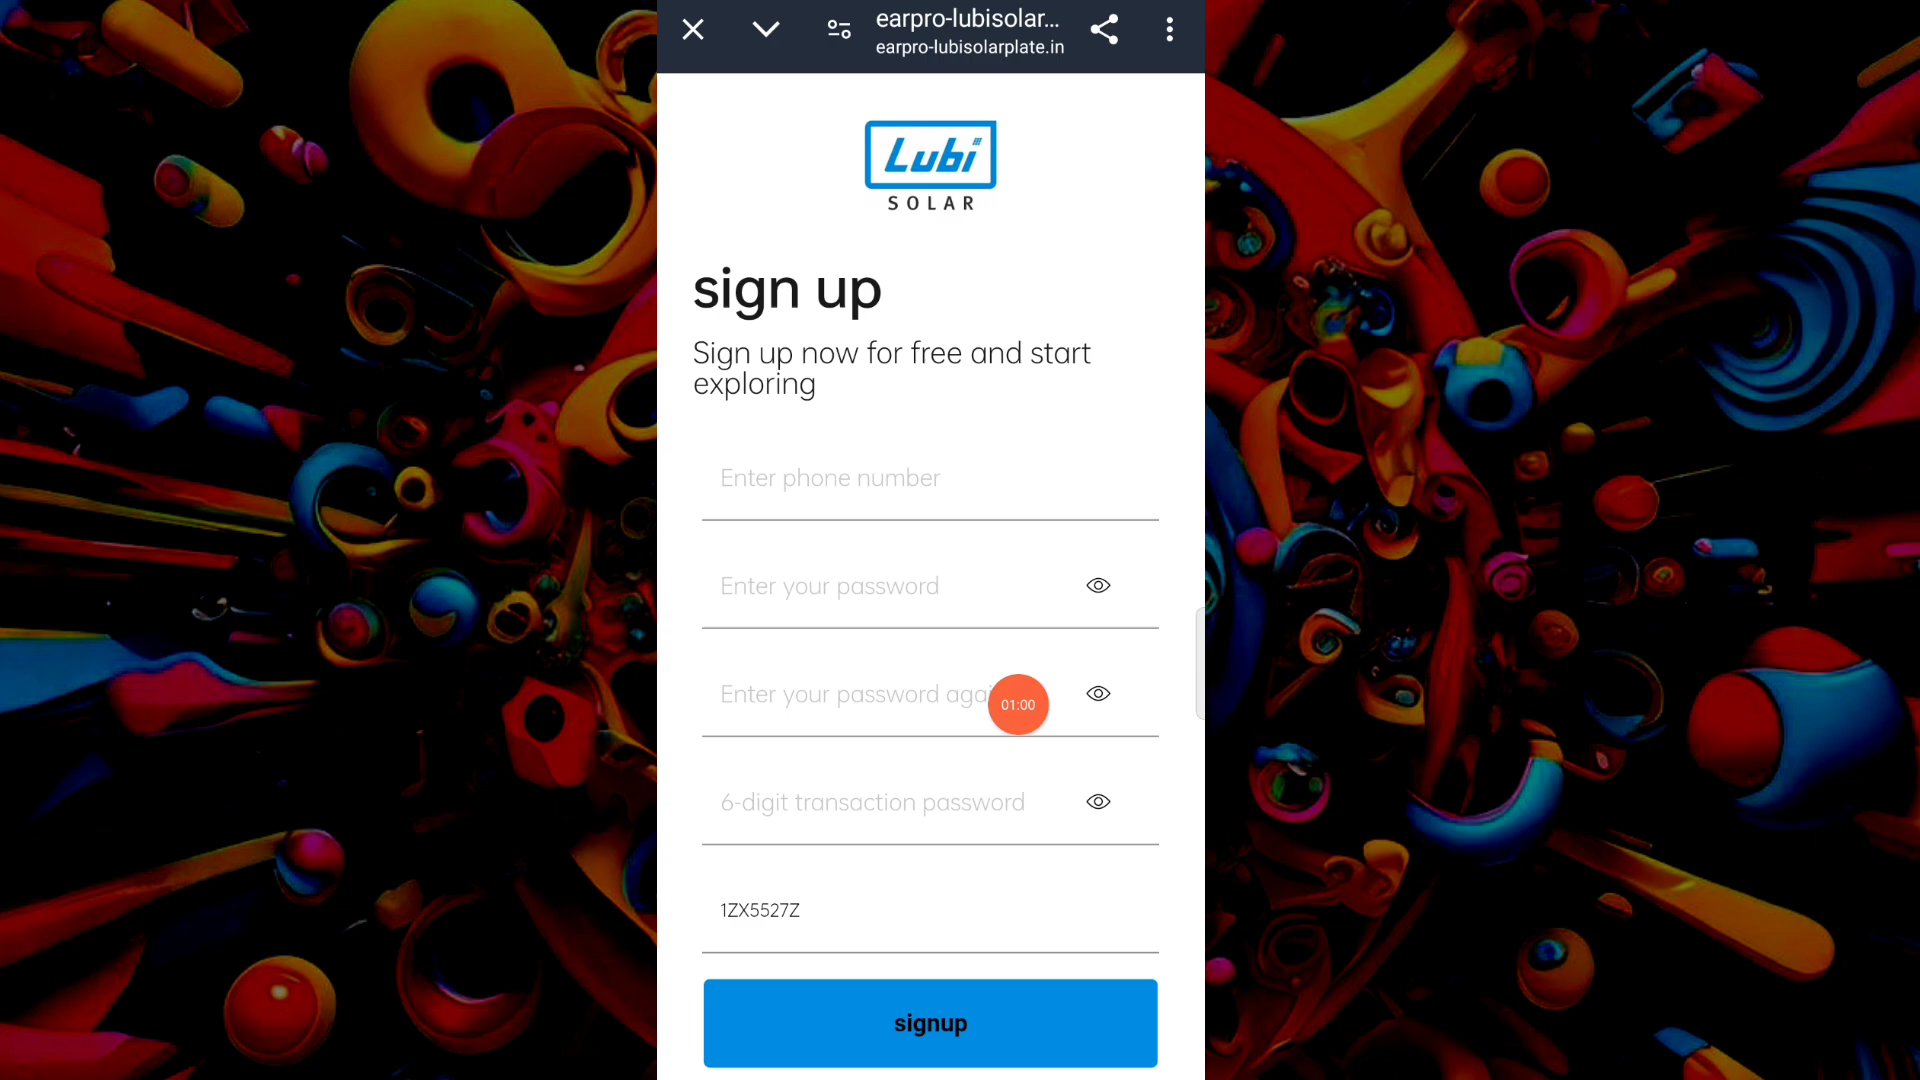 earpro-lubisolar...
earpro-lubisolarplate.in
Lubi
SOLAR
sign up
Sign up now for free and start
exploring
Enter phone number
Enter your password
Enter your password agai
01:00
6-digit transaction password
1ZX5527Z
signup